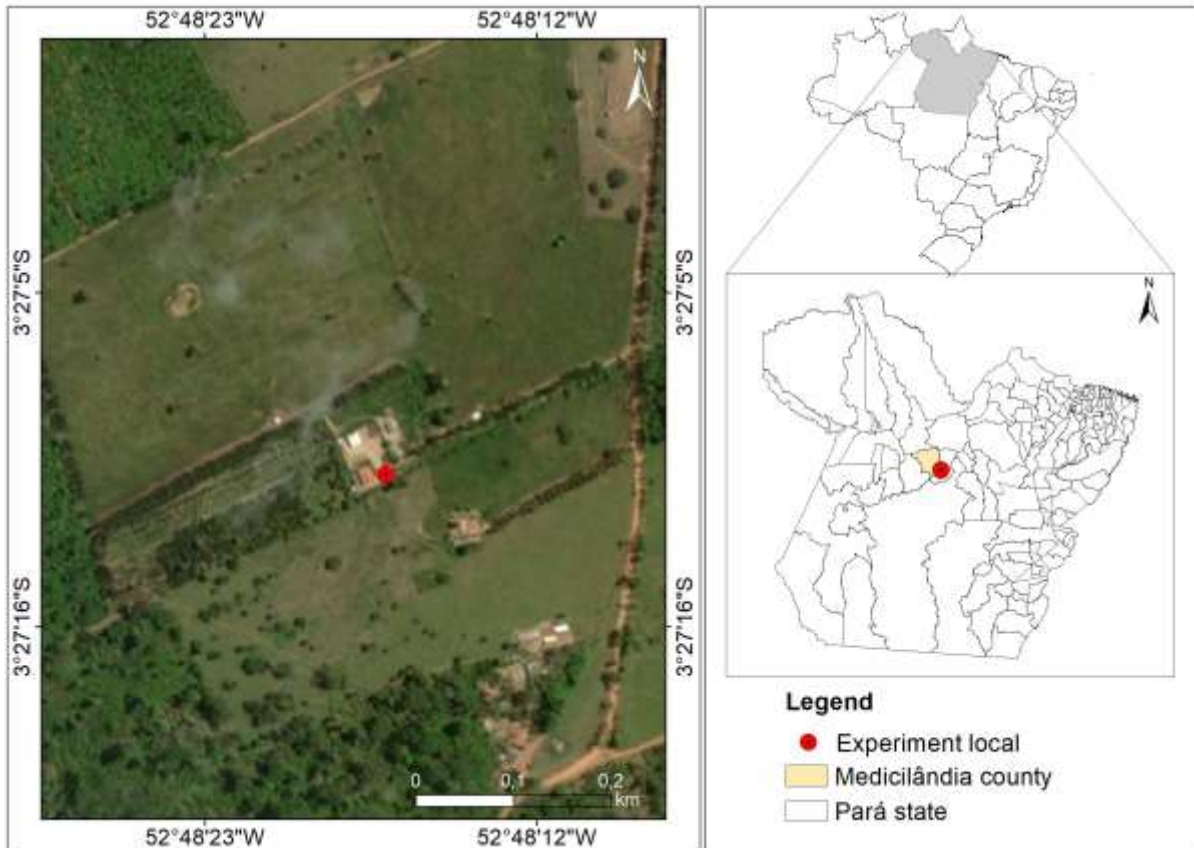 52°48'23"W
52°48'12"W
N
3°27'5"S
3°27'5"S
3°27'16"S
3°27'16"S
0
0,1
0,2
km
52°48'23"W
52°48'12"W
N
Legend
Experiment local
Medicilândia county
Pará state